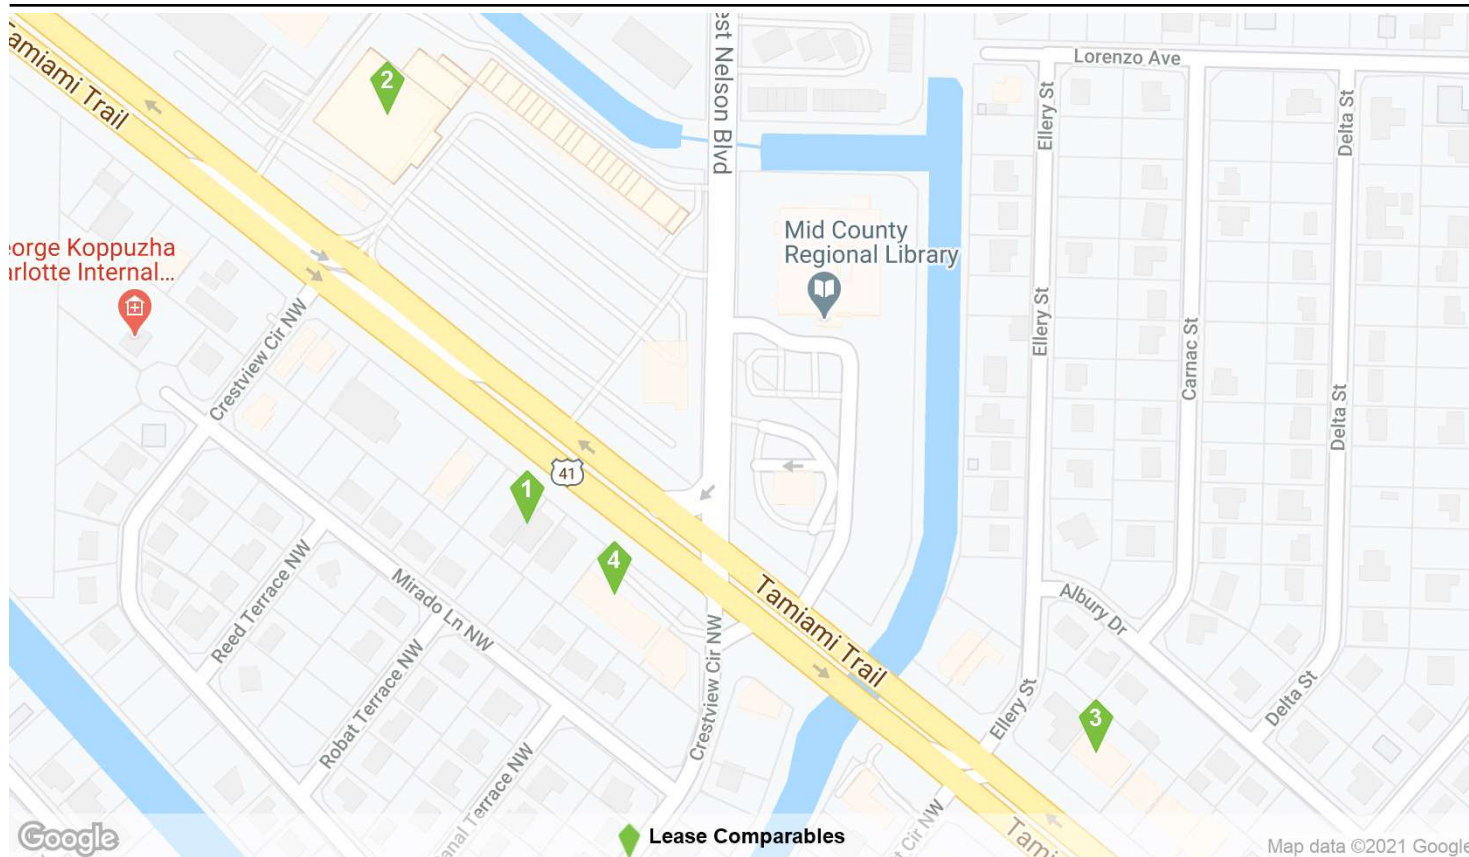 est Nelson Blvd
Lorenzo Ave
Tamiami Trail
2
Ellery St
Delta St
Mid County
Regional Library
eorge Koppuzha
arlotte Internal...
Crestview Cir NW
Ellery St
Carnac St
Delta St
41
1
4
Reed Terrace NW
Mirado Ln NW
Tamiami Trail
Albury Dr
Robat Terrace NW
Crestview Cir NW
Ellery St
Delta St
3
anal Terrace NW
t Cir NW
Tami
Google
Lease Comparables
Map data ©2021 Google